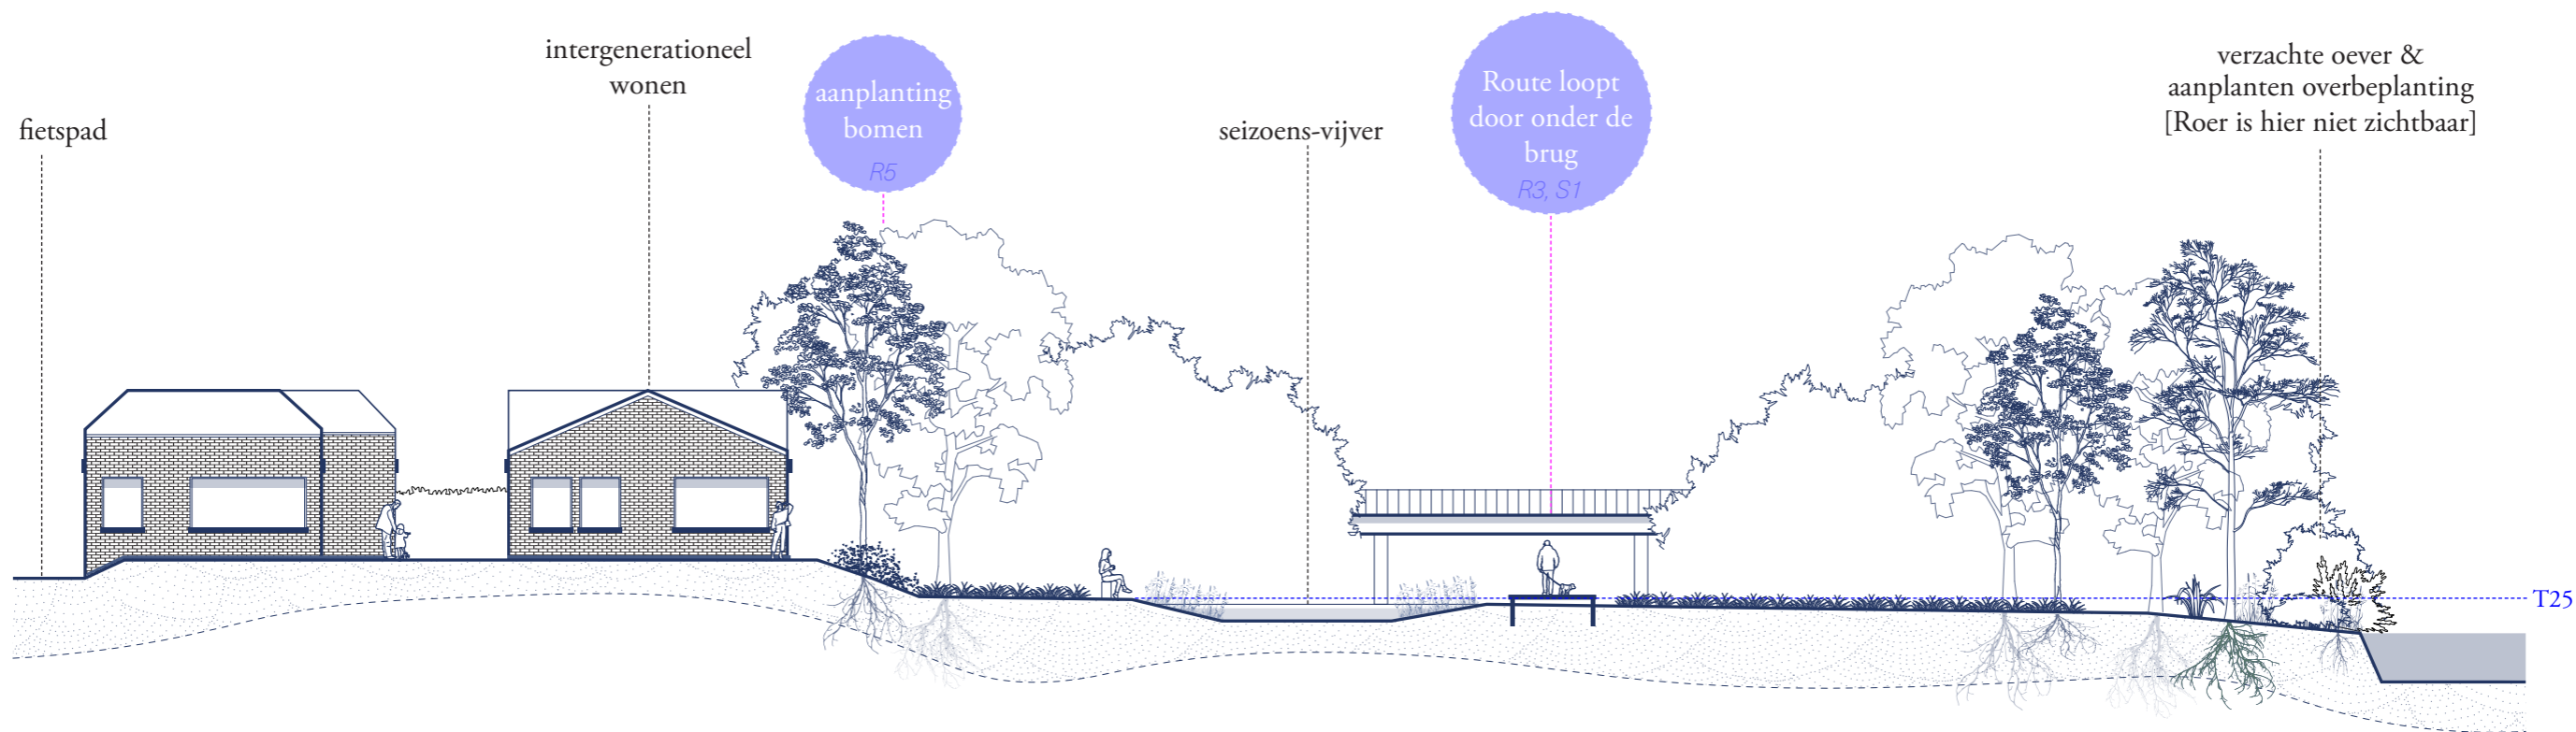 fietspad
intergenerationeel
wonen
aanplanting
bomen
R5
seizoens-vijver
Route loopt
door onder de
brug
R3, S1
verzachte oever &
aanplanten overbeplanting
[Roer is hier niet zichtbaar]
T25